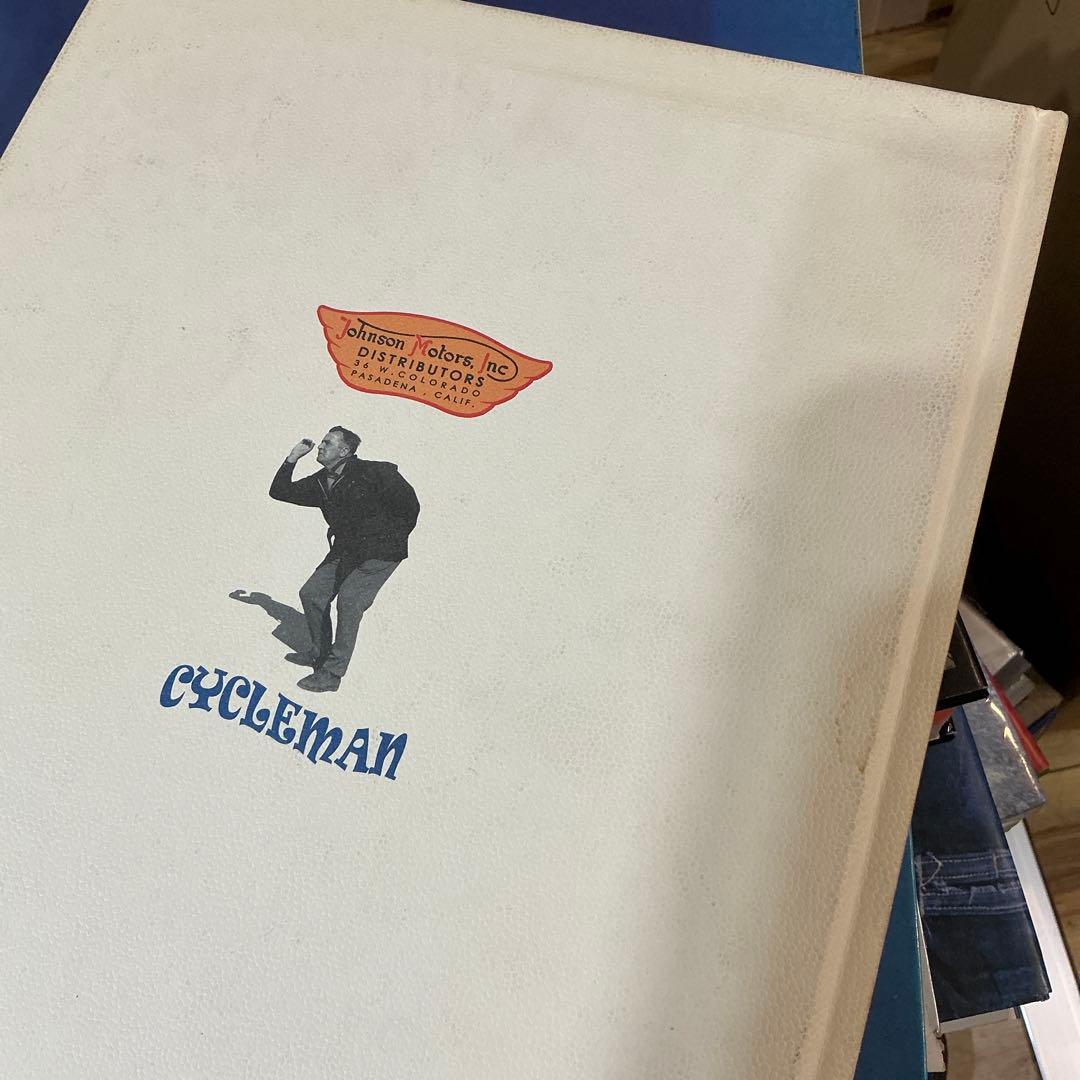 Johnson Motors, Inc
DISTRIBUTORS
36 W. COLORADO
PASADENA, CALIF.
CYCLEMAN